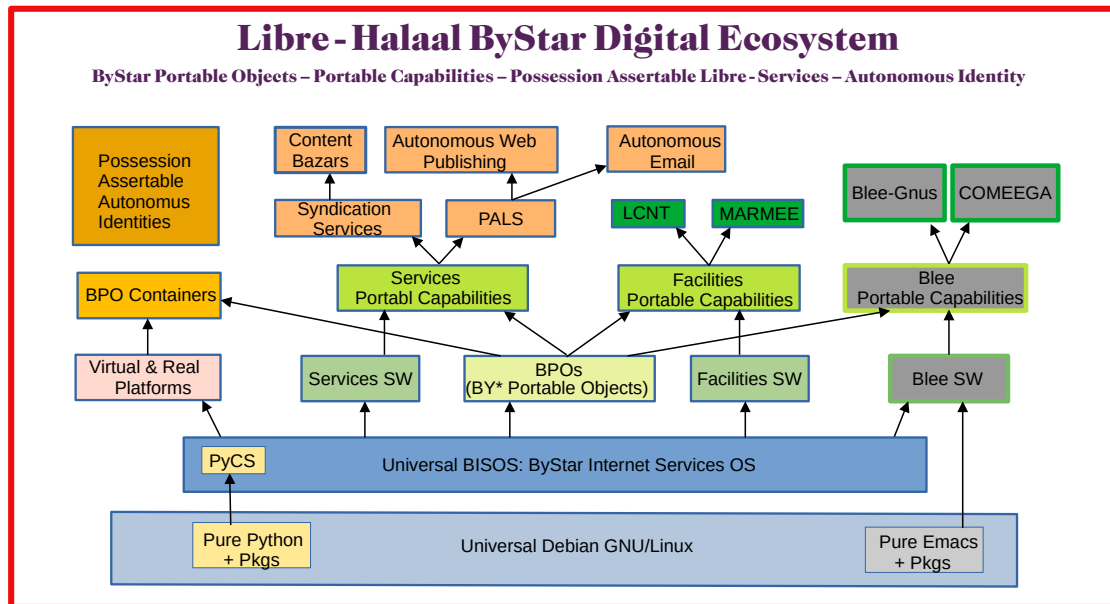 Libre-Halaal ByStar Digital Ecosystem
ByStar Portable Objects – Portable Capabilities – Possession Assertable Libre-Services – Autonomous Identity
Possession
Assertable
Autonomus
Identities
Content
Bazars
Autonomous Web
Publishing
Autonomous
Email
Blee-Gnus
COMEEGA
Syndication
Services
PALS
LCNT
MARMEE
BPO Containers
Services
Portabl Capabilities
Facilities
Portable Capabilities
Blee
Portable Capabilities
Virtual & Real
Platforms
Services SW
BPOs
(BY* Portable Objects)
Facilities SW
Blee SW
PyCS
Universal BISOS: ByStar Internet Services OS
Pure Python
+ Pkgs
Universal Debian GNU/Linux
Pure Emacs
+ Pkgs